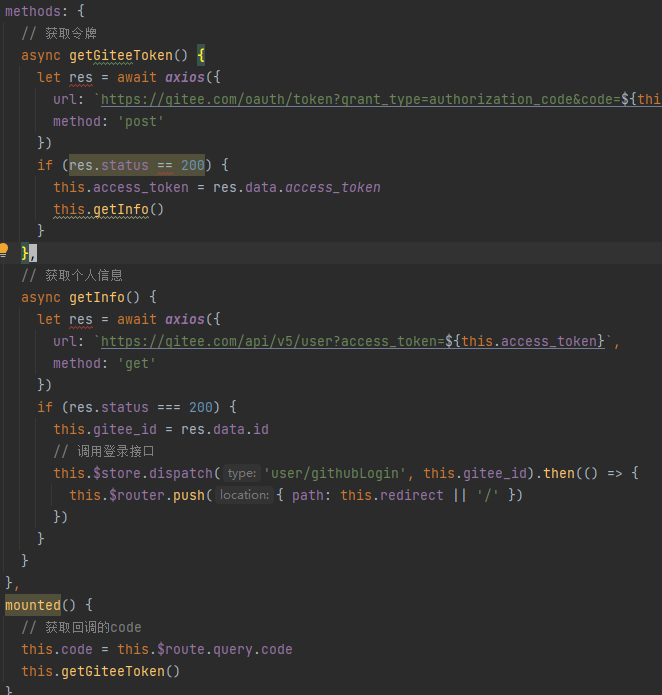 methods: {
// 获取令牌
async getGiteeToken() {
let res = await axios({
url: `https://gitee.com/oauth/token?grant_type=authorization_code&code=${thi
method: 'post'
})
if (res.status == 200) {
this.access_token = res.data.access_token
this.getInfo()
}
},
// 获取个人信息
async getInfo() {
let res = await axios({
url: `https://gitee.com/api/v5/user?access_token=${this.access_token}`,
method: 'get'
})
if (res.status === 200) {
this.gitee_id = res.data.id
// 调用登录接口
this.$store.dispatch( type: 'user/githubLogin', this.gitee_id).then(() => {
this.$router.push( location: { path: this.redirect || '/' })
})
}
}
},
mounted() {
// 获取回调的code
this.code = this.$route.query.code
this.getGiteeToken()
}